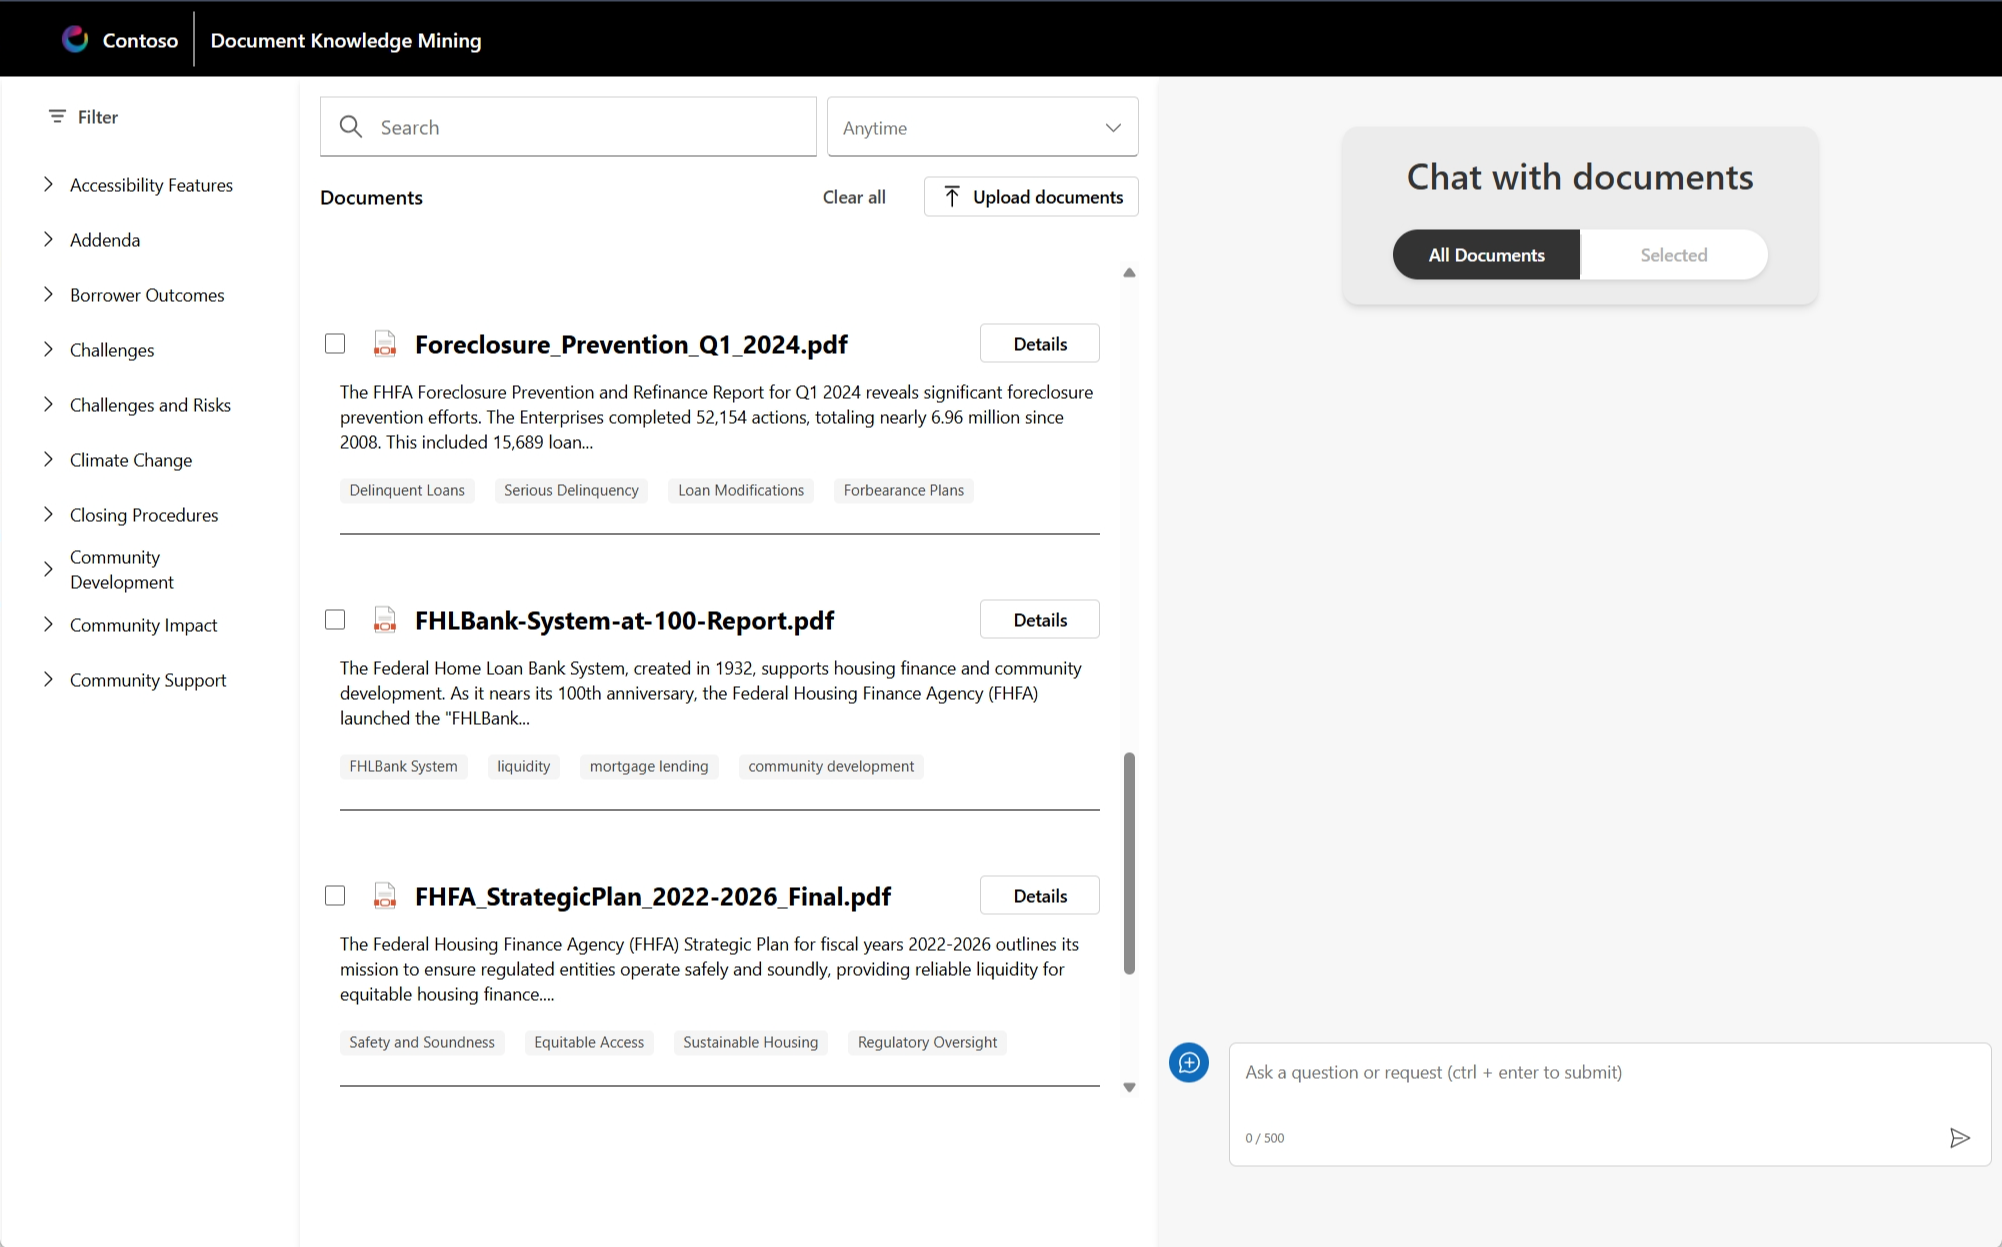 Contoso
Document Knowledge Mining
Filter
Accessibility Features
Addenda
Borrower Outcomes
Challenges
Challenges and Risks
Climate Change
Closing Procedures
Community
Development
Community Impact
Community Support
Search
Anytime
Documents
Clear all
Upload documents
Foreclosure_Prevention_Q1_2024.pdf
Details
The FHFA Foreclosure Prevention and Refinance Report for Q1 2024 reveals significant foreclosure
prevention efforts. The Enterprises completed 52,154 actions, totaling nearly 6.96 million since
2008. This included 15,689 loan...
Delinquent Loans
Serious Delinquency
Loan Modifications
Forbearance Plans
FHLBank-System-at-100-Report.pdf
Details
The Federal Home Loan Bank System, created in 1932, supports housing finance and community
development. As it nears its 100th anniversary, the Federal Housing Finance Agency (FHFA)
launched the "FHLBank...
FHLBank System
liquidity
mortgage lending
community development
FHFA_StrategicPlan_2022-2026_Final.pdf
Details
The Federal Housing Finance Agency (FHFA) Strategic Plan for fiscal years 2022-2026 outlines its
mission to ensure regulated entities operate safely and soundly, providing reliable liquidity for
equitable housing finance....
Safety and Soundness
Equitable Access
Sustainable Housing
Regulatory Oversight
Chat with documents
All Documents
Selected
Ask a question or request (ctrl + enter to submit)
0 / 500